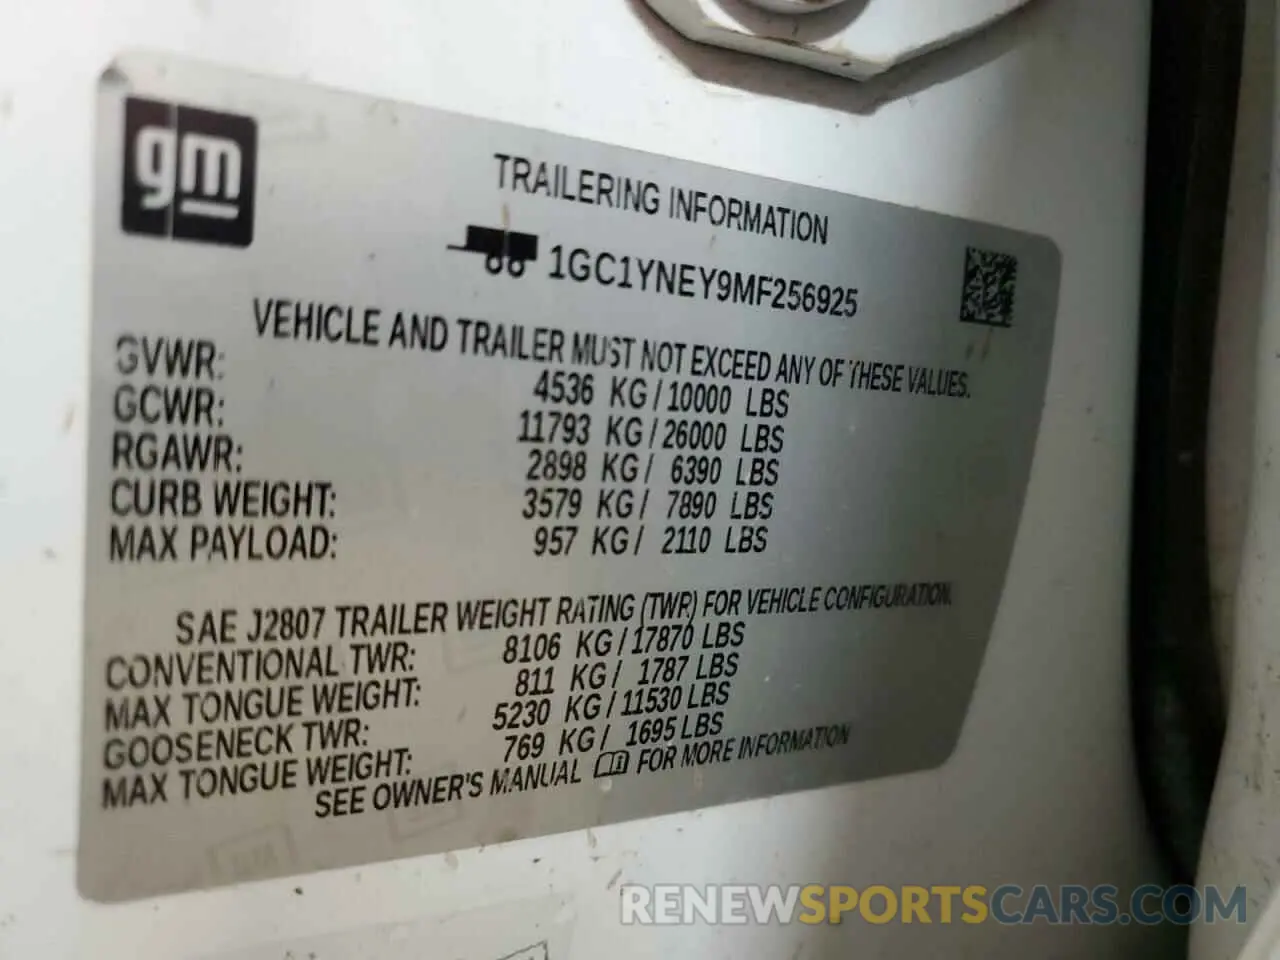 gm
TRAILERING INFORMATION
1GC1YNEY9MF256925
VEHICLE AND TRAILER MUST NOT EXCEED ANY OF THESE VALUES.
GVWR: 4536 KG / 10000 LBS
GCWR: 11793 KG / 26000 LBS
RGAWR: 2898 KG / 6390 LBS
CURB WEIGHT: 3579 KG / 7890 LBS
MAX PAYLOAD: 957 KG / 2110 LBS
SAE J2807 TRAILER WEIGHT RATING (TWR) FOR VEHICLE CONFIGURATION.
CONVENTIONAL TWR: 8106 KG / 17870 LBS
MAX TONGUE WEIGHT: 811 KG / 1787 LBS
GOOSENECK TWR: 5230 KG / 11530 LBS
MAX TONGUE WEIGHT: 769 KG / 1695 LBS
SEE OWNER'S MANUAL FOR MORE INFORMATION
RENEWSPORTSCARS.COM